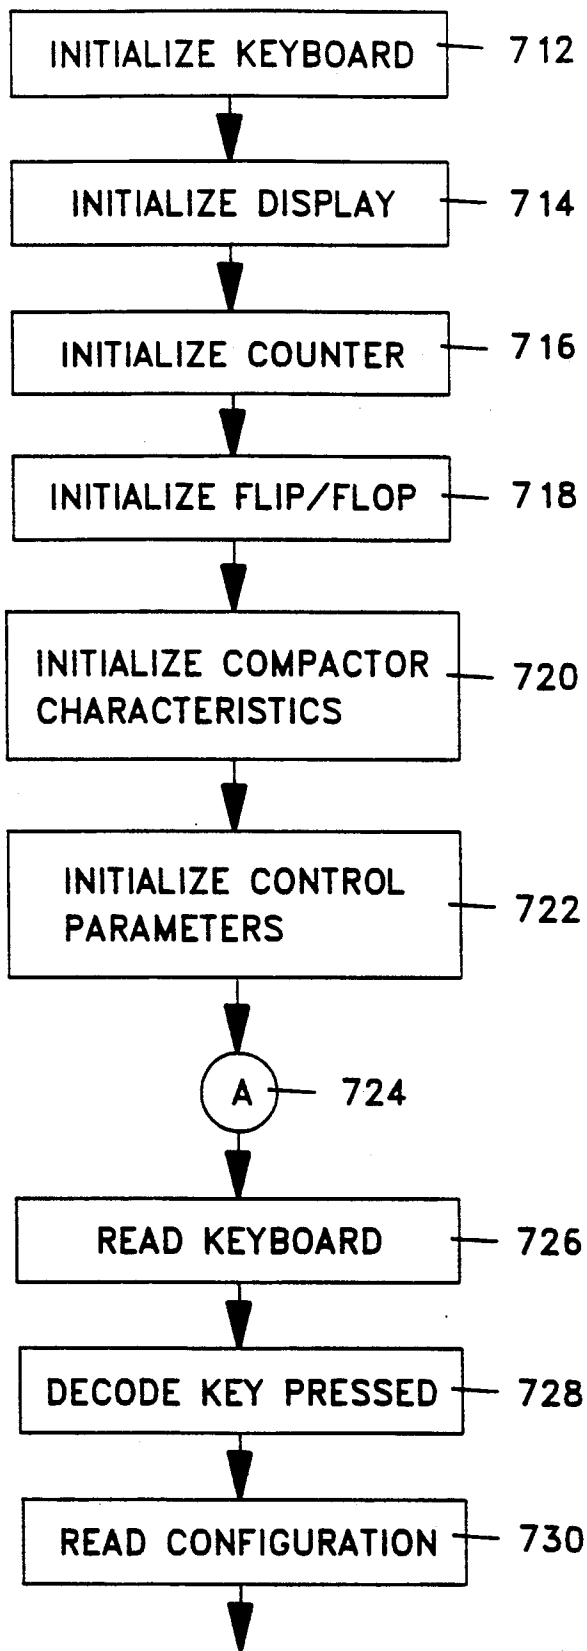 INITIALIZE KEYBOARD 712
INITIALIZE DISPLAY 714
INITIALIZE COUNTER 716
INITIALIZE FLIP/FLOP 718
INITIALIZE COMPACTOR
CHARACTERISTICS
720
INITIALIZE CONTROL
PARAMETERS
722
A 724
READ KEYBOARD 726
DECODE KEY PRESSED 728
READ CONFIGURATION 730